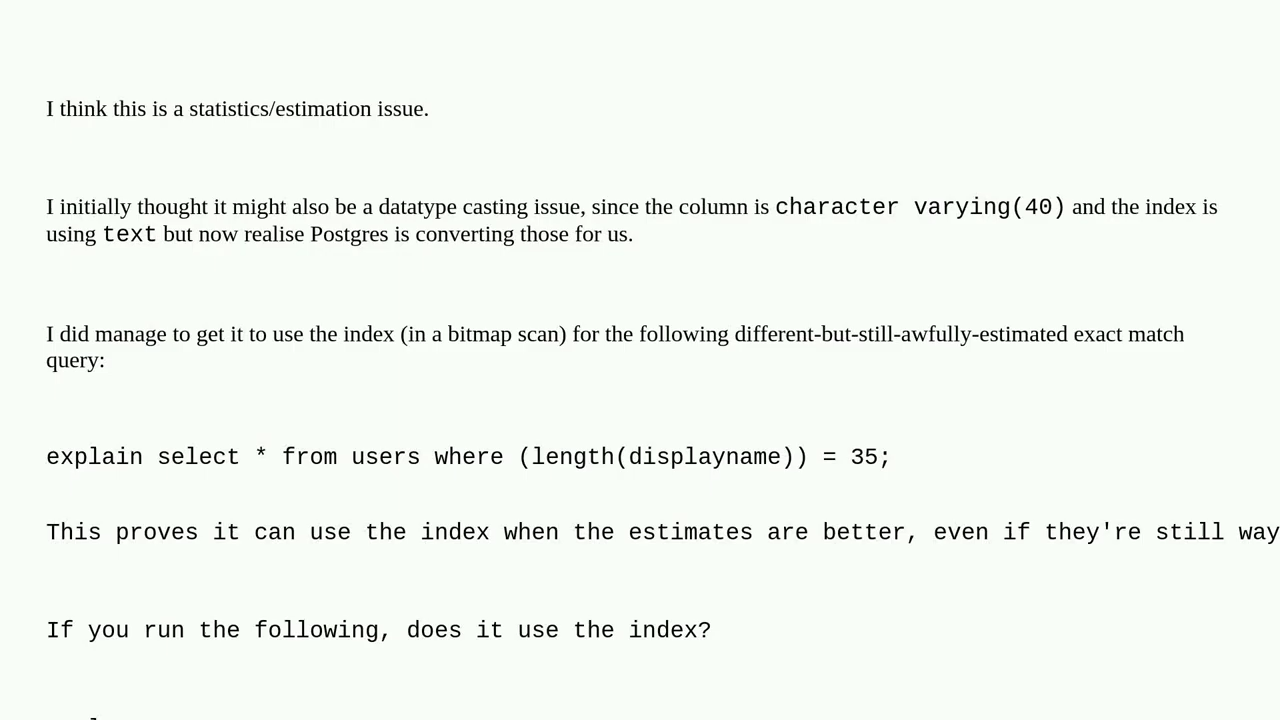 I think this is a statistics/estimation issue.
I initially thought it might also be a datatype casting issue, since the column is character varying(40) and the index is
using text but now realise Postgres is converting those for us.
I did manage to get it to use the index (in a bitmap scan) for the following different-but-still-awfully-estimated exact match
query:
explain select * from users where (length(displayname)) = 35;
This proves it can use the index when the estimates are better, even if they're still way
If you run the following, does it use the index?